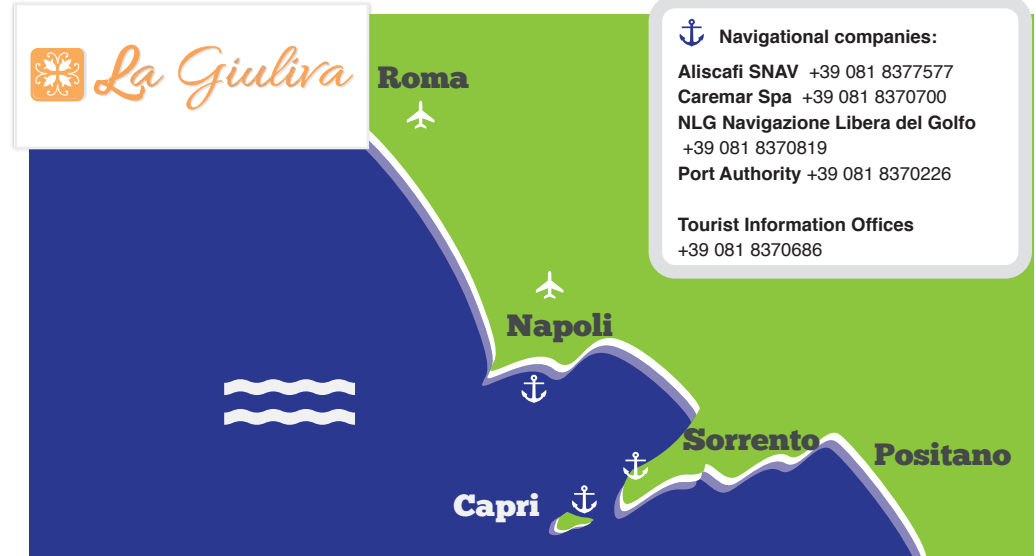 La Giuliva
Roma
Navigational companies:
Aliscafi SNAV +39 081 8377577
Caremar Spa +39 081 8370700
NLG Navigazione Libera del Golfo
+39 081 8370819
Port Authority +39 081 8370226
Tourist Information Offices
+39 081 8370686
Napoli
Sorrento
Positano
Capri